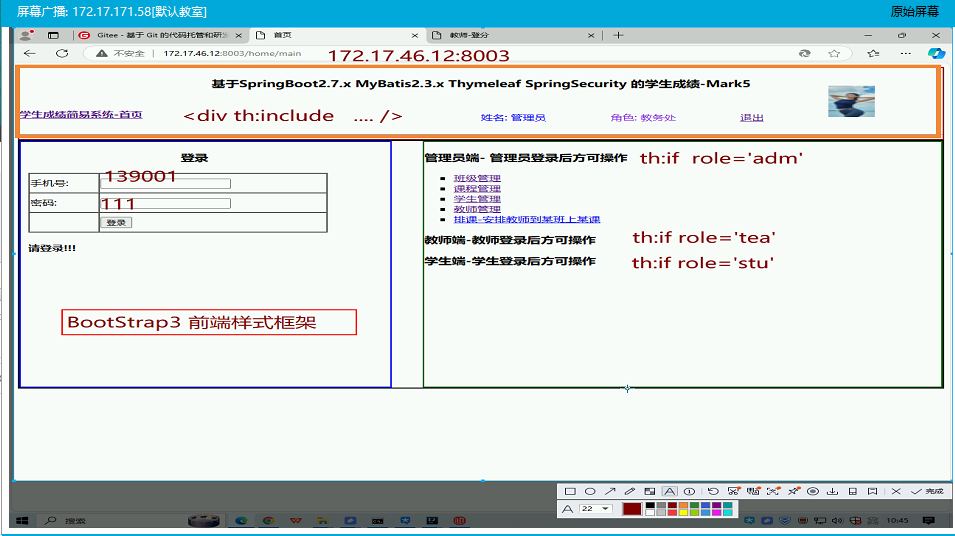 屏幕广播: 172.17.171.58[默认教室]
原始屏幕
Gitee - 基于 Git 的代码托管和研发
首页
教师-登分
不安全 172.17.46.12:8003/home/main
172.17.46.12:8003
基于SpringBoot2.7.x MyBatis2.3.x Thymeleaf SpringSecurity 的学生成绩-Mark5
学生成绩简易系统-首页
<div th:include .... />
姓名: 管理员
角色: 教务处
退出
登录
手机号: 139001
密码: 111
登录
请登录!!!
BootStrap3 前端样式框架
管理员端- 管理员登录后方可操作 th:if role='adm'
班级管理
课程管理
学生管理
教师管理
排课-安排教师到某班上某课
教师端-教师登录后方可操作 th:if role='tea'
学生端-学生登录后方可操作 th:if role='stu'
完成
A 22
搜索
10:45